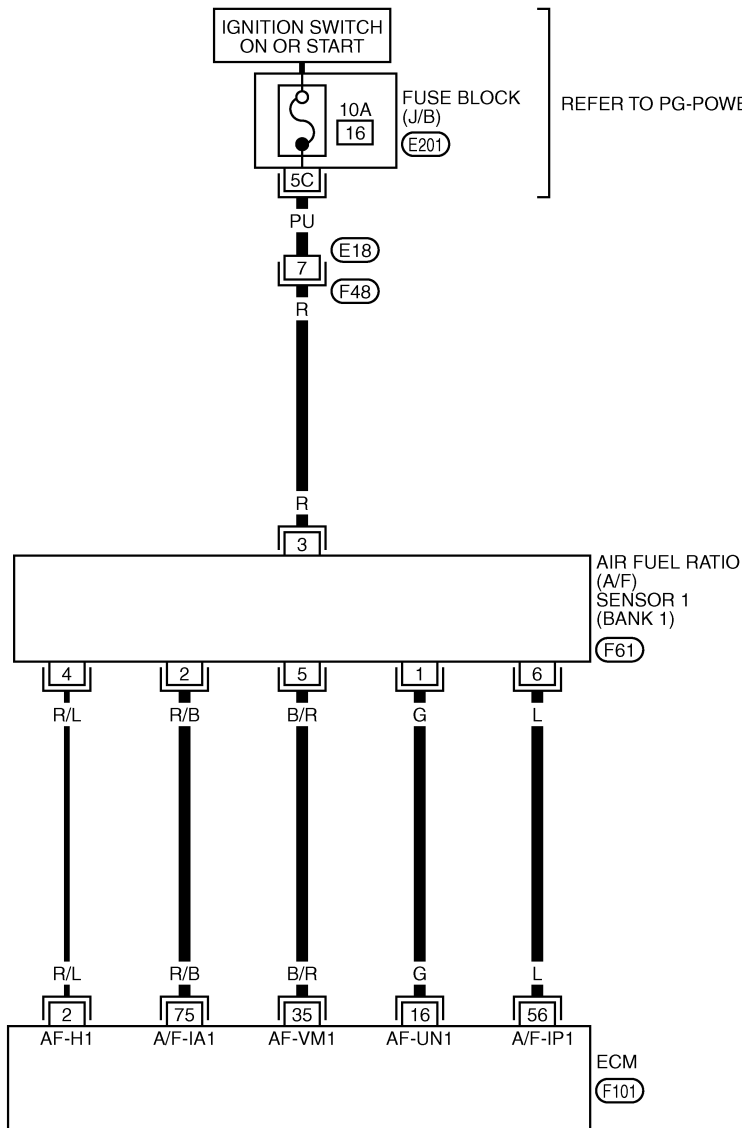 IGNITION SWITCH
ON OR START
FUSE BLOCK
(J/B)
10A
16
E201
REFER TO PG-POWE
5C
PU
E18
7
F48
R
R
3
AIR FUEL RATIO
(A/F)
SENSOR 1
(BANK 1)
F61
4 2 5 1 6
R/L R/B B/R G L
R/L R/B B/R G L
2 75 35 16 56
AF-H1 A/F-IA1 AF-VM1 AF-UN1 A/F-IP1
ECM
F101